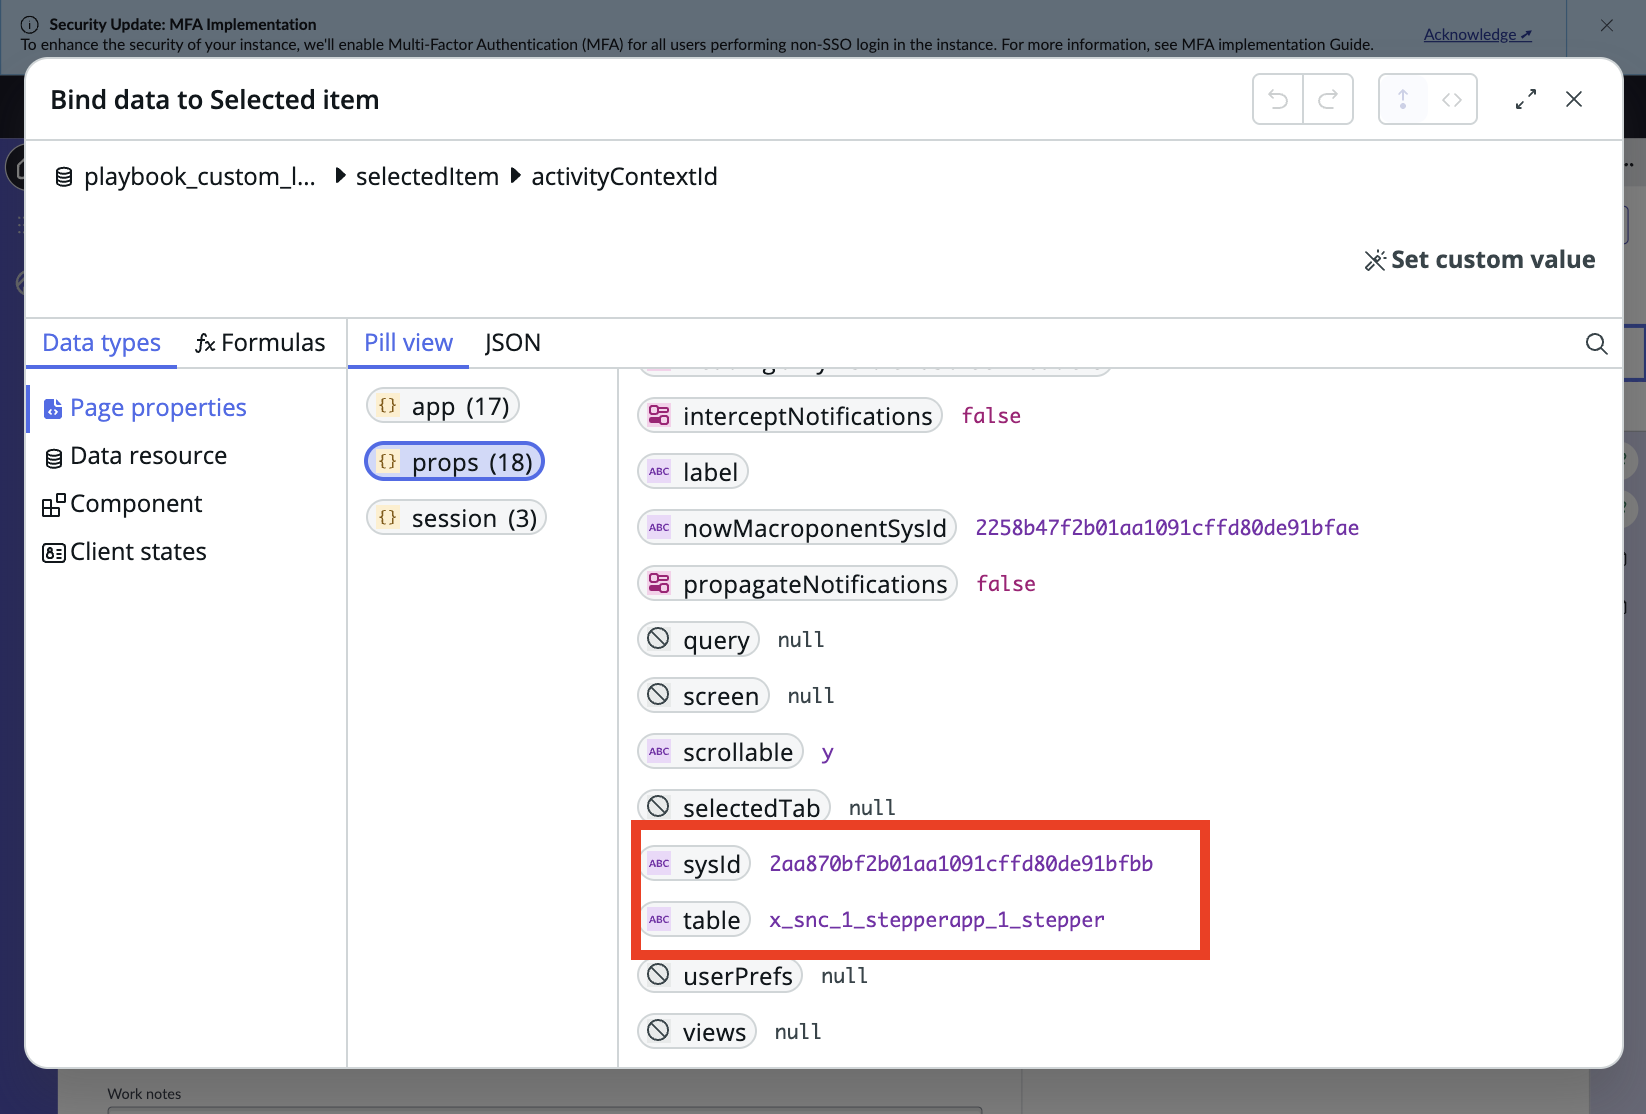 Security Update: MFA Implementation
To enhance the security of your instance, we'll enable Multi-Factor Authentication (MFA) for all users performing non-SSO login in the instance. For more information, see MFA implementation Guide.
Acknowledge
Bind data to Selected item
playbook_custom_l... selectedItem activityContextId
Set custom value
Data types
fx Formulas
Pill view
JSON
Page properties
Data resource
Component
Client states
{} app (17)
{} props (18)
{} session (3)
interceptNotifications false
ABC label
ABC nowMacroponentSysId 2258b47f2b01aa1091cffd80de91bfae
propagateNotifications false
query null
screen null
ABC scrollable y
selectedTab null
ABC sysId 2aa870bf2b01aa1091cffd80de91bfbb
ABC table x_snc_1_stepperapp_1_stepper
userPrefs null
views null
Work notes